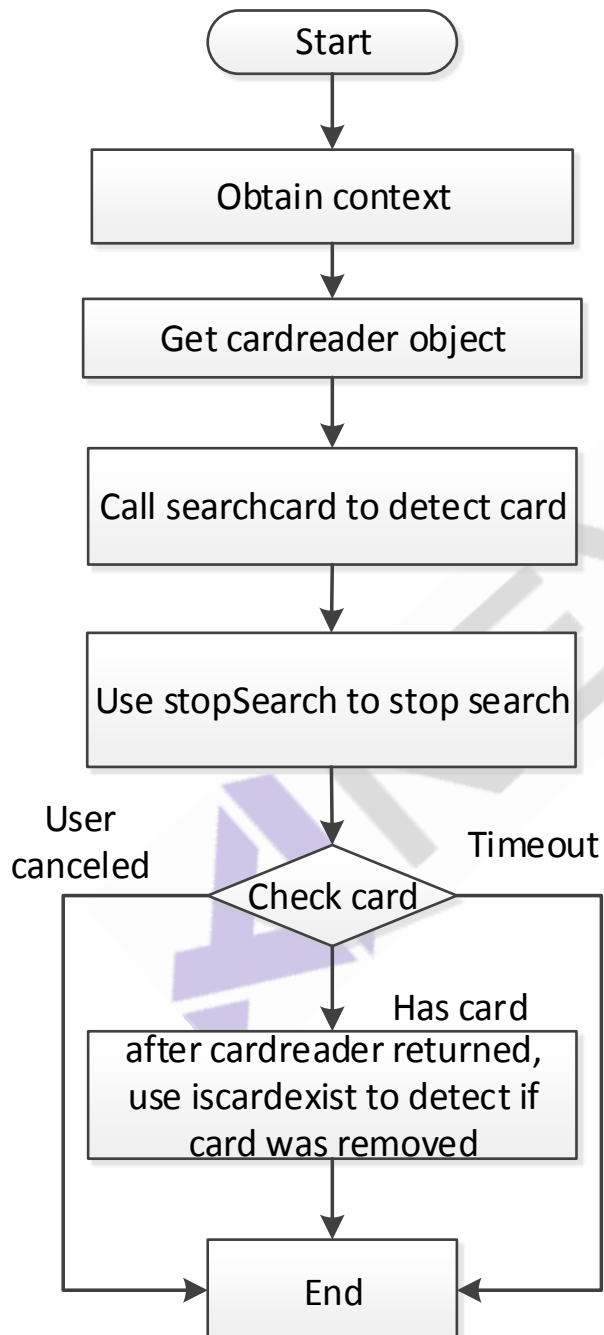 Start
Obtain context
Get cardreader object
Call searchcard to detect card
Use stopSearch to stop search
User
canceled
Timeout
Check card
Has card
after cardreader returned,
use iscardexist to detect if
card was removed
End